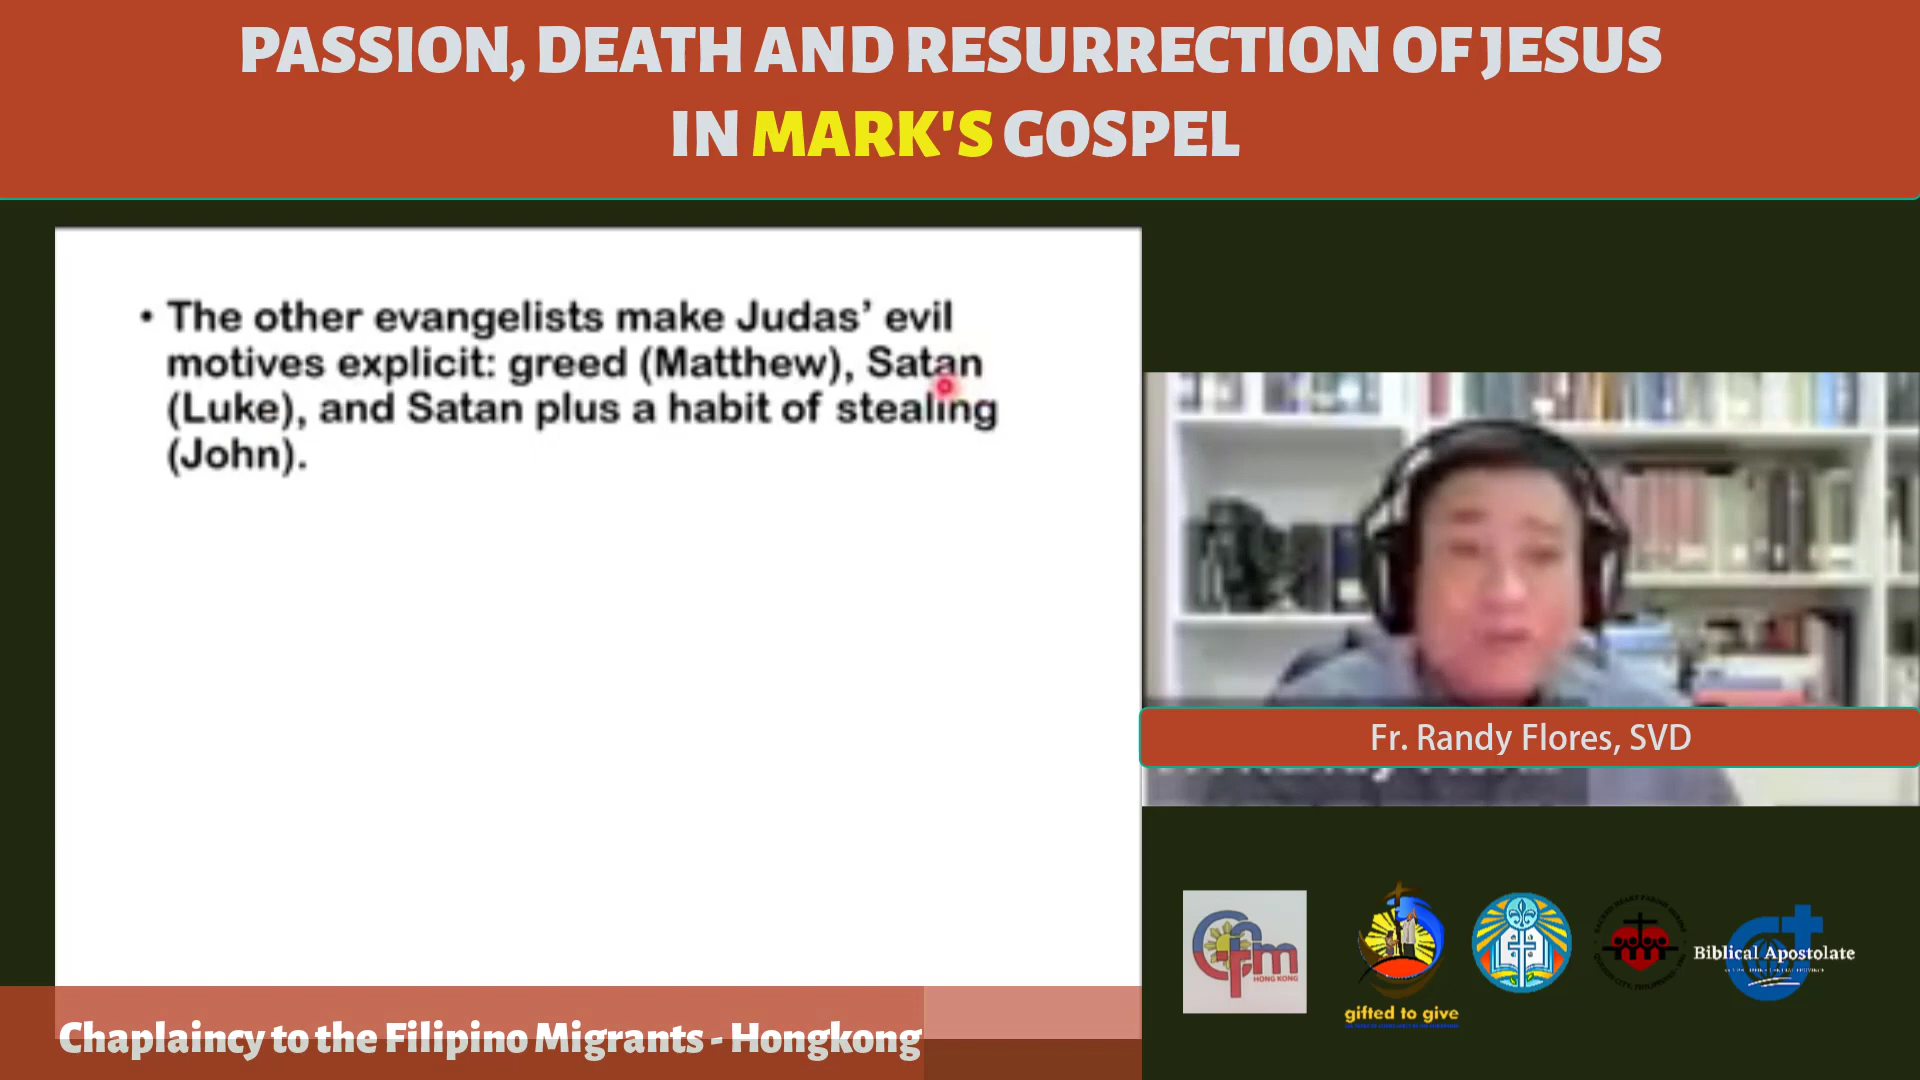 PASSION, DEATH AND RESURRECTION OF JESUS
IN MARK'S GOSPEL
• The other evangelists make Judas’ evil
motives explicit: greed (Matthew), Satan
(Luke), and Satan plus a habit of stealing
(John).
Fr. Randy Flores, SVD
HONG KONG
gifted to give
Biblical Apostolate
Chaplaincy to the Filipino Migrants - Hongkong